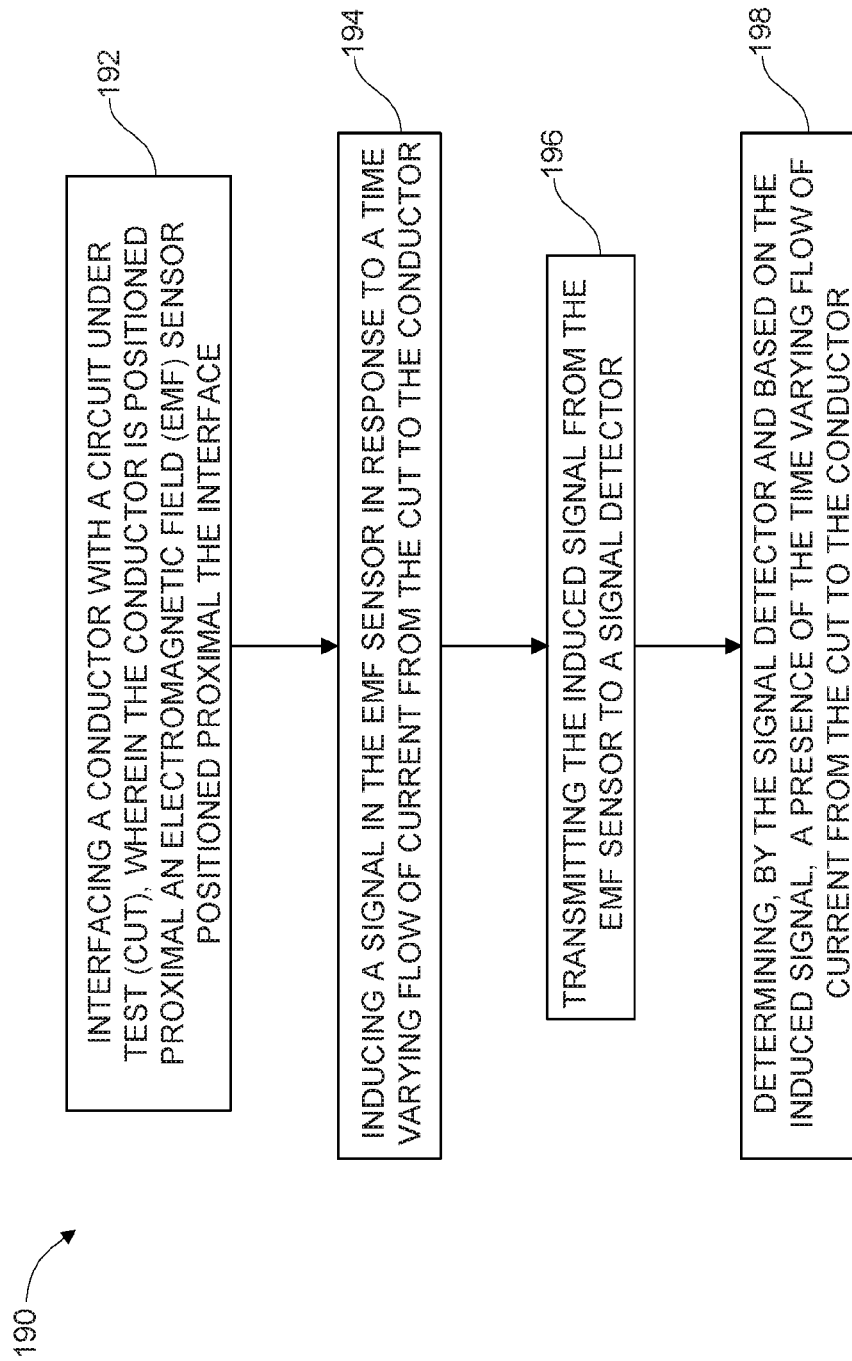 190
192
INTERFACING A CONDUCTOR WITH A CIRCUIT UNDER
TEST (CUT), WHEREIN THE CONDUCTOR IS POSITIONED
PROXIMAL AN ELECTROMAGNETIC FIELD (EMF) SENSOR
POSITIONED PROXIMAL THE INTERFACE
194
INDUCING A SIGNAL IN THE EMF SENSOR IN RESPONSE TO A TIME
VARYING FLOW OF CURRENT FROM THE CUT TO THE CONDUCTOR
196
TRANSMITTING THE INDUCED SIGNAL FROM THE
EMF SENSOR TO A SIGNAL DETECTOR
198
DETERMINING, BY THE SIGNAL DETECTOR AND BASED ON THE
INDUCED SIGNAL, A PRESENCE OF THE TIME VARYING FLOW OF
CURRENT FROM THE CUT TO THE CONDUCTOR